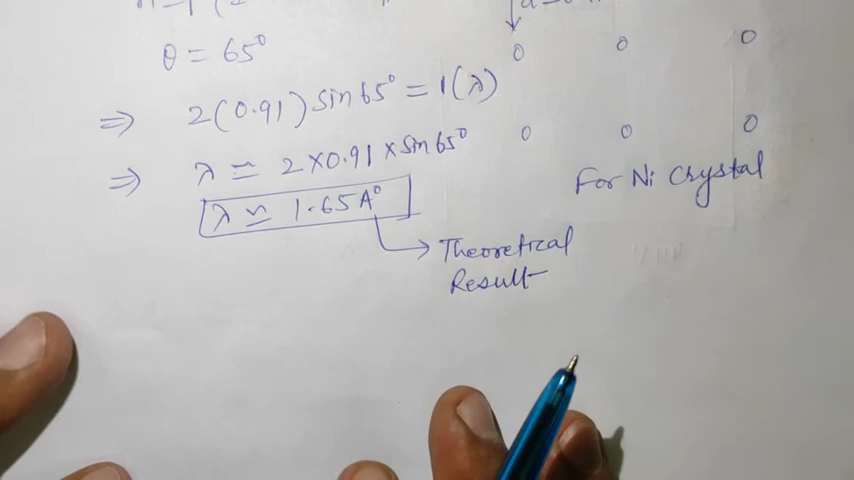 θ = 65°
⇒ 2(0.91) sin 65° = 1(λ)
⇒ λ ≃ 2 × 0.91 × sin 65°
λ ≃ 1.65 A°
Theoretical
Result
For Ni Crystal